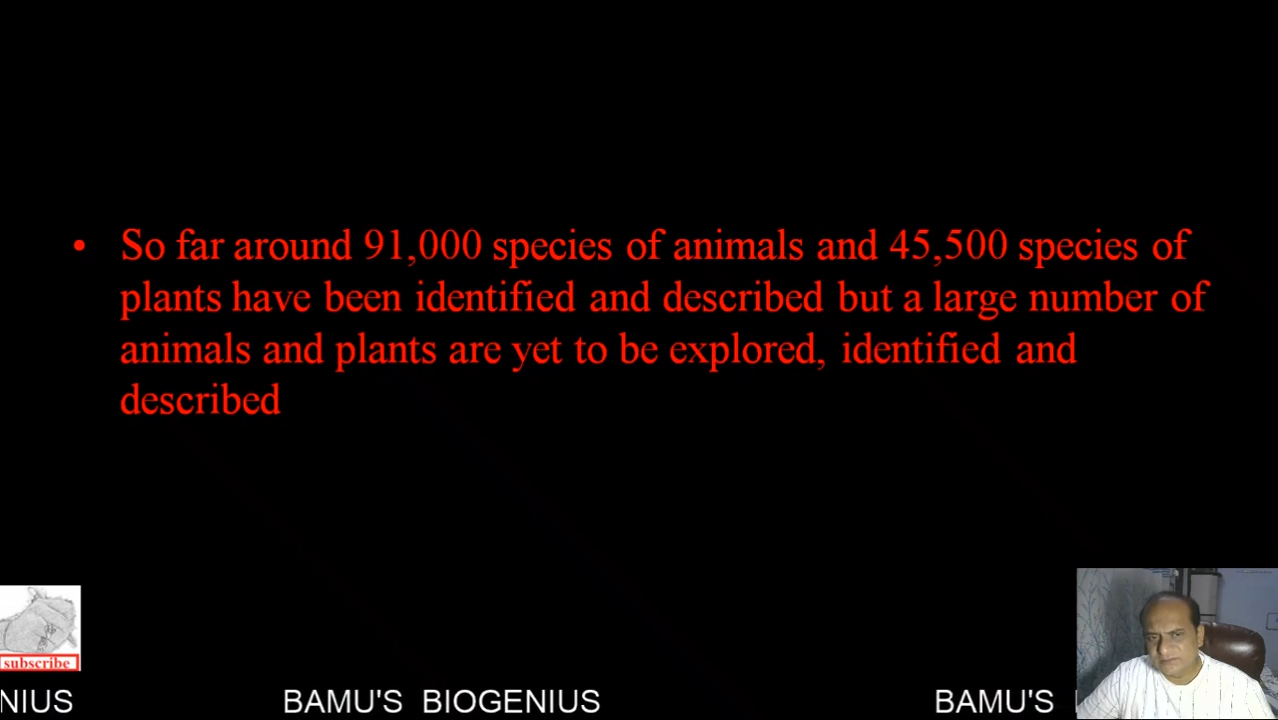 • So far around 91,000 species of animals and 45,500 species of
plants have been identified and described but a large number of
animals and plants are yet to be explored, identified and
described
subscribe
NIUS BAMU'S BIOGENIUS BAMU'S